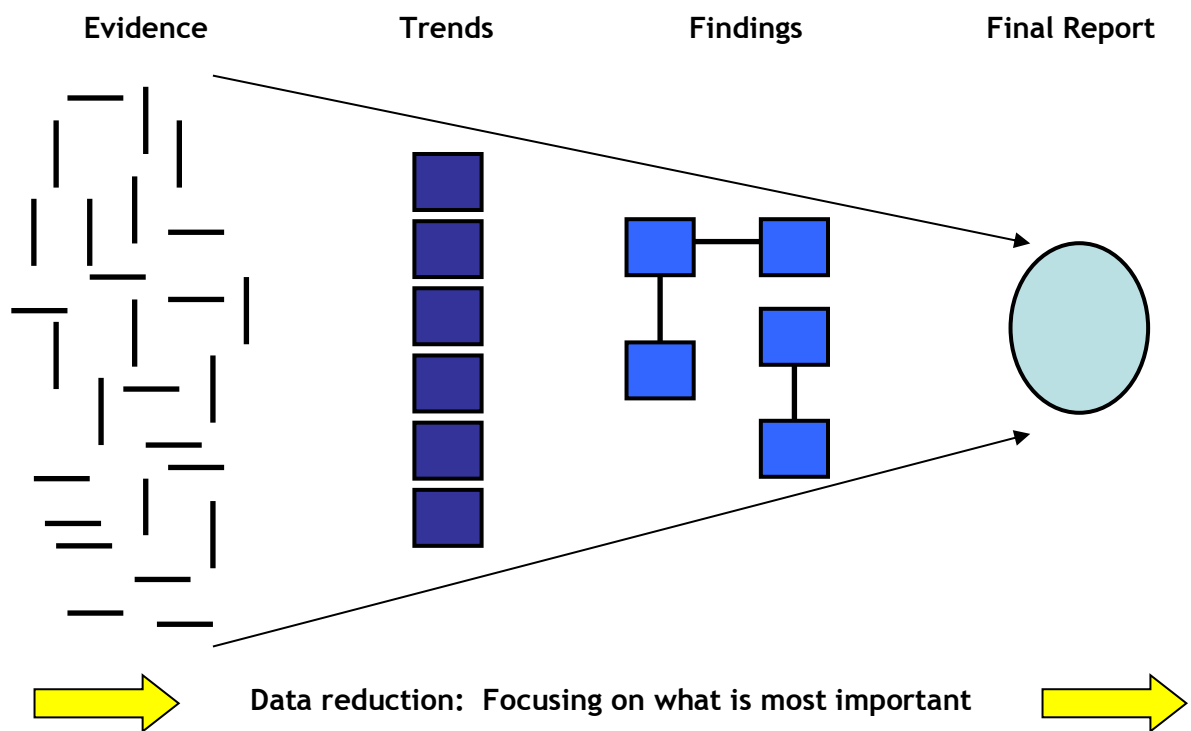 Evidence Trends Findings Final Report
Data reduction:  Focusing on what is most important